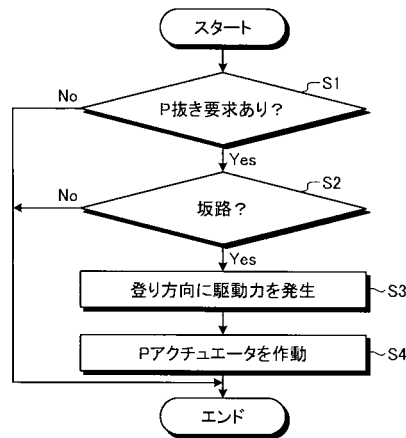 スタート
S1
P抜き要求あり?
No
Yes
S2
坂路?
No
Yes
登り方向に駆動力を発生
S3
Pアクチュエータを作動
S4
エンド